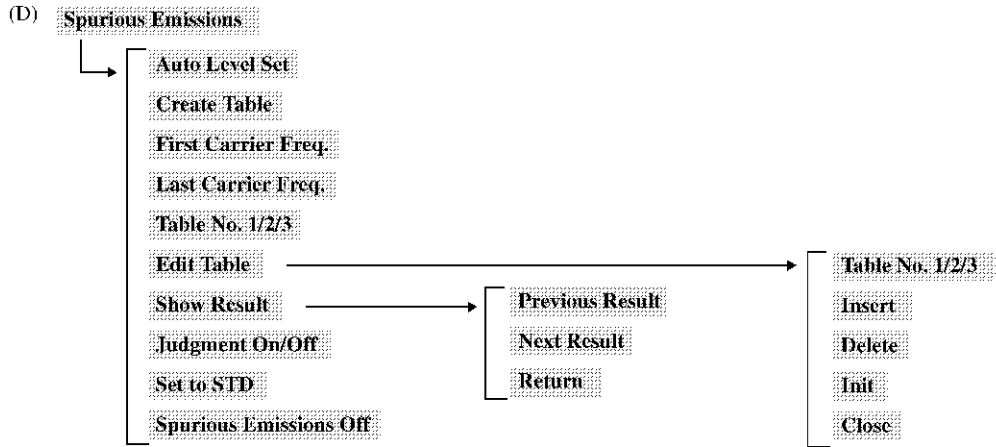 (D) Spurious Emissions
Auto Level Set
Create Table
First Carrier Freq.
Last Carrier Freq.
Table No. 1/2/3
Edit Table
Show Result
Judgment On/Off
Set to STD
Spurious Emissions Off
Previous Result
Next Result
Return
Table No. 1/2/3
Insert
Delete
Init
Close